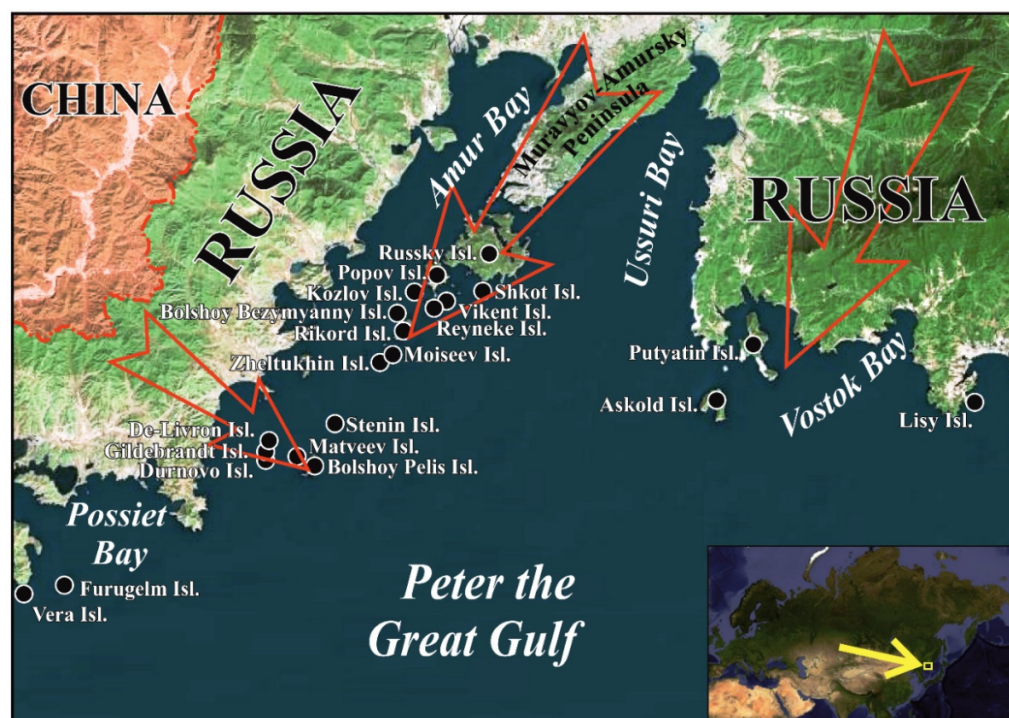 CHINA
RUSSIA
Amur Bay
Muravyov-Amursky
Peninsula
Ussuri Bay
RUSSIA
Russky Isl.
Popov Isl.
Kozlov Isl.
Shkot Isl.
Bolshoy Bezymyanny Isl.
Vikent Isl.
Rikord Isl.
Reyneke Isl.
Zheltukhin Isl.
Moiseev Isl.
Putyatin Isl.
Vostok Bay
Askold Isl.
Lisy Isl.
Stenin Isl.
De-Livron Isl.
Gildebrandt Isl.
Matveev Isl.
Durnovo Isl.
Bolshoy Pelis Isl.
Possiet
Bay
Furugelm Isl.
Vera Isl.
Peter the
Great Gulf